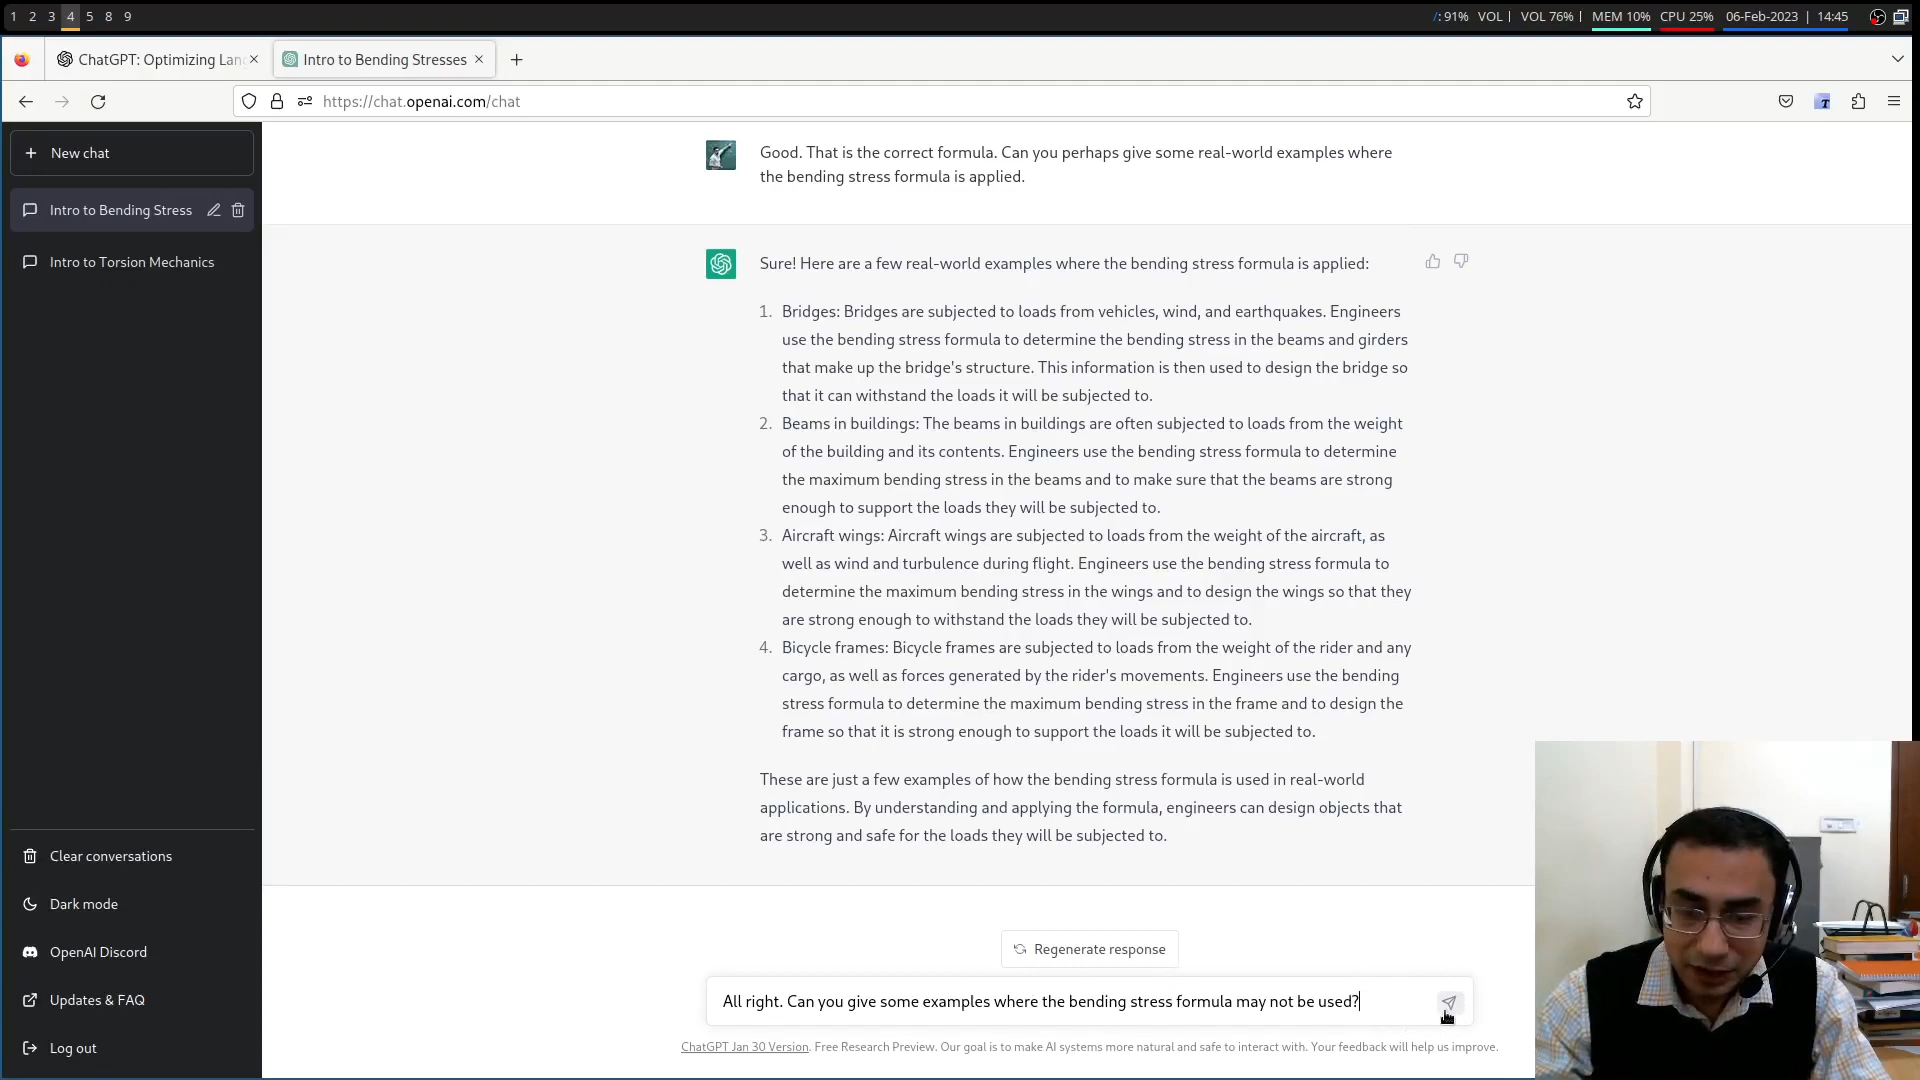 1 2 3 4 5 8 9
/: 91% VOL | VOL 76% | MEM 10% CPU 25% 06-Feb-2023 | 14:45
ChatGPT: Optimizing Lan
Intro to Bending Stresses
https://chat.openai.com/chat
New chat
Intro to Bending Stress
Intro to Torsion Mechanics
Good. That is the correct formula. Can you perhaps give some real-world examples where
the bending stress formula is applied.
Sure! Here are a few real-world examples where the bending stress formula is applied:
1. Bridges: Bridges are subjected to loads from vehicles, wind, and earthquakes. Engineers
use the bending stress formula to determine the bending stress in the beams and girders
that make up the bridge's structure. This information is then used to design the bridge so
that it can withstand the loads it will be subjected to.
2. Beams in buildings: The beams in buildings are often subjected to loads from the weight
of the building and its contents. Engineers use the bending stress formula to determine
the maximum bending stress in the beams and to make sure that the beams are strong
enough to support the loads they will be subjected to.
3. Aircraft wings: Aircraft wings are subjected to loads from the weight of the aircraft, as
well as wind and turbulence during flight. Engineers use the bending stress formula to
determine the maximum bending stress in the wings and to design the wings so that they
are strong enough to withstand the loads they will be subjected to.
4. Bicycle frames: Bicycle frames are subjected to loads from the weight of the rider and any
cargo, as well as forces generated by the rider's movements. Engineers use the bending
stress formula to determine the maximum bending stress in the frame and to design the
frame so that it is strong enough to support the loads it will be subjected to.
These are just a few examples of how the bending stress formula is used in real-world
applications. By understanding and applying the formula, engineers can design objects that
are strong and safe for the loads they will be subjected to.
Clear conversations
Dark mode
OpenAI Discord
Updates & FAQ
Log out
Regenerate response
All right. Can you give some examples where the bending stress formula may not be used?
ChatGPT Jan 30 Version. Free Research Preview. Our goal is to make AI systems more natural and safe to interact with. Your feedback will help us improve.